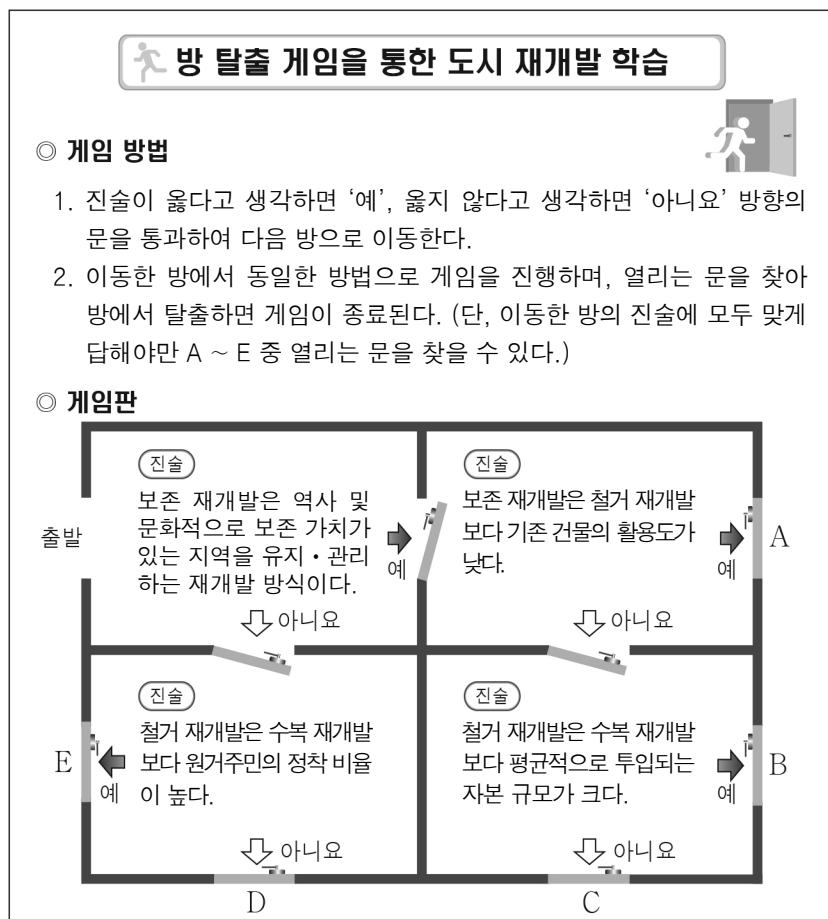 방 탈출 게임을 통한 도시 재개발 학습
◎ 게임 방법
1. 진술이 옳다고 생각하면 ‘예’, 옳지 않다고 생각하면 ‘아니요’ 방향의
문을 통과하여 다음 방으로 이동한다.
2. 이동한 방에서 동일한 방법으로 게임을 진행하며, 열리는 문을 찾아
방에서 탈출하면 게임이 종료된다. (단, 이동한 방의 진술에 모두 맞게
답해야만 A ~ E 중 열리는 문을 찾을 수 있다.)
◎ 게임판
출발
진술
보존 재개발은 역사 및
문화적으로 보존 가치가
있는 지역을 유지・관리
하는 재개발 방식이다.
예
아니요
진술
보존 재개발은 철거 재개발
보다 기존 건물의 활용도가
낮다.
예
A
아니요
진술
철거 재개발은 수복 재개발
보다 원거주민의 정착 비율
이 높다.
E
예
아니요
D
진술
철거 재개발은 수복 재개발
보다 평균적으로 투입되는
자본 규모가 크다.
예
B
아니요
C